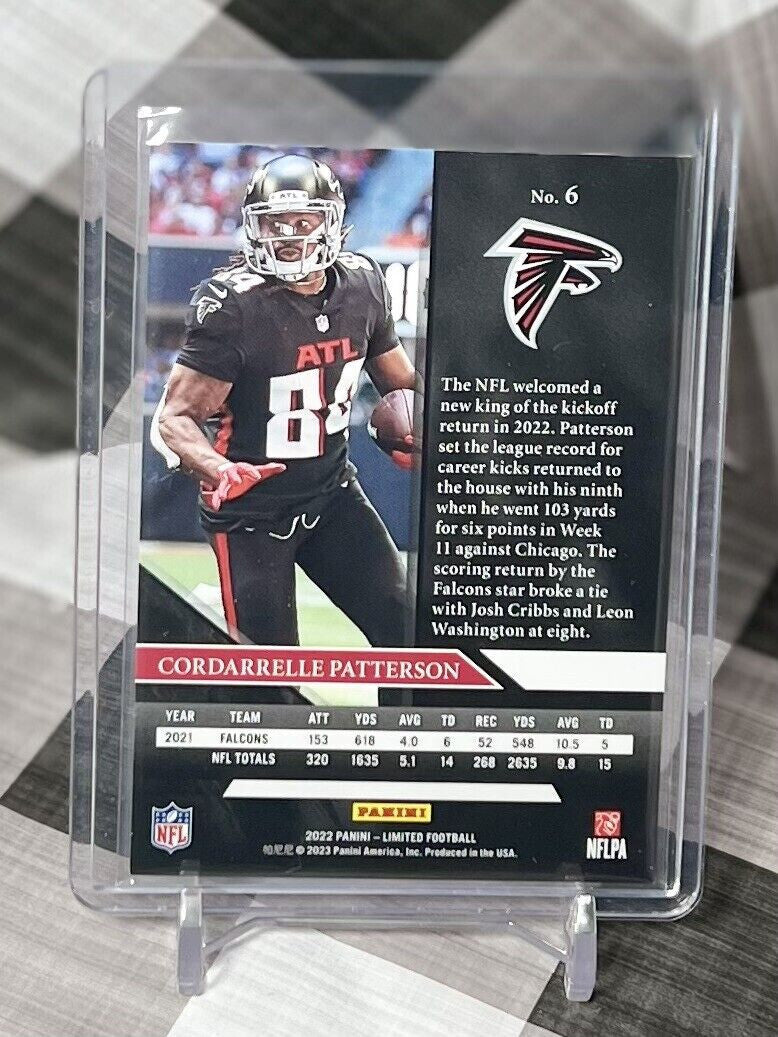 No. 6
ATL
84
ATL
84
The NFL welcomed a
new king of the kickoff
return in 2022. Patterson
set the league record for
career kicks returned to
the house with his ninth
when he went 103 yards
for six points in Week
11 against Chicago. The
scoring return by the
Falcons star broke a tie
with Josh Cribbs and Leon
Washington at eight.
CORDARRELLE PATTERSON
YEAR TEAM ATT YDS AVG TD REC YDS AVG TD
2021 FALCONS 153 618 4.0 6 52 548 10.5 5
NFL TOTALS 320 1635 5.1 14 268 2635 9.8 15
PANINI
NFL
2022 PANINI – LIMITED FOOTBALL
帕尼尼 © 2023 Panini America, Inc. Produced in the USA.
NFLPA